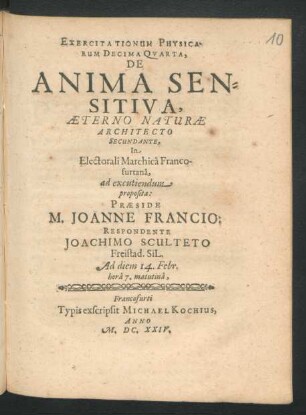 10
EXERCITATIONUM PHYSICA-
RUM DECIMA QVARTA,
DE
ANIMA SEN-
SITIVA,
ÆTERNO NATURÆ
ARCHITECTO
SECUNDANTE,
In
Electorali Marchicâ Franco-
furtanâ,
ad excutiendum
proposita:
PRÆSIDE
M. JOANNE FRANCIO;
RESPONDENTE
JOACHIMO SCULTETO
Freistad. Sil.
Ad diem 14. Febr.
horâ 7. matutinâ,
Francofurti
Typis exscripsit MICHAEL KOCHIUS,
ANNO
M. DC. XXIV.